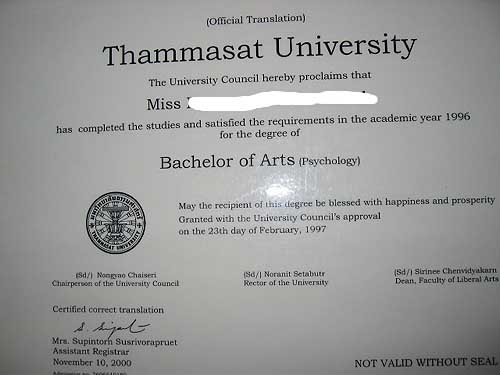 (Official Translation)
Thammasat University
The University Council hereby proclaims that
Miss
has completed the studies and satisfied the requirements in the academic year 1996
for the degree of
Bachelor of Arts (Psychology)
May the recipient of this degree be blessed with happiness and prosperity
Granted with the University Council's approval
on the 23th day of February, 1997
THAMMASAT UNIVERSITY
(Sd/) Nongyao Chaiseri
Chairperson of the University Council
(Sd/) Noranit Setabutr
Rector of the University
(Sd/) Sirinee Chenvidyakarn
Dean, Faculty of Liberal Arts
Certified correct translation
Mrs. Supintorn Susrivorapruet
Assistant Registrar
November 10, 2000
NOT VALID WITHOUT SEAL